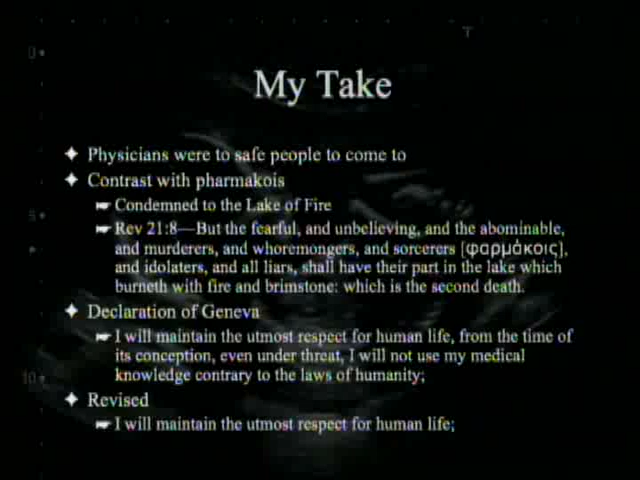 T
0
My Take
Physicians were to safe people to come to
Contrast with pharmakois
Condemned to the Lake of Fire
5
Rev 21:8—But the fearful, and unbelieving, and the abominable,
and murderers, and whoremongers, and sorcerers [φαρμάκοις],
and idolaters, and all liars, shall have their part in the lake which
burneth with fire and brimstone: which is the second death.
Declaration of Geneva
I will maintain the utmost respect for human life, from the time of
its conception, even under threat, I will not use my medical
knowledge contrary to the laws of humanity;
10
Revised
I will maintain the utmost respect for human life;